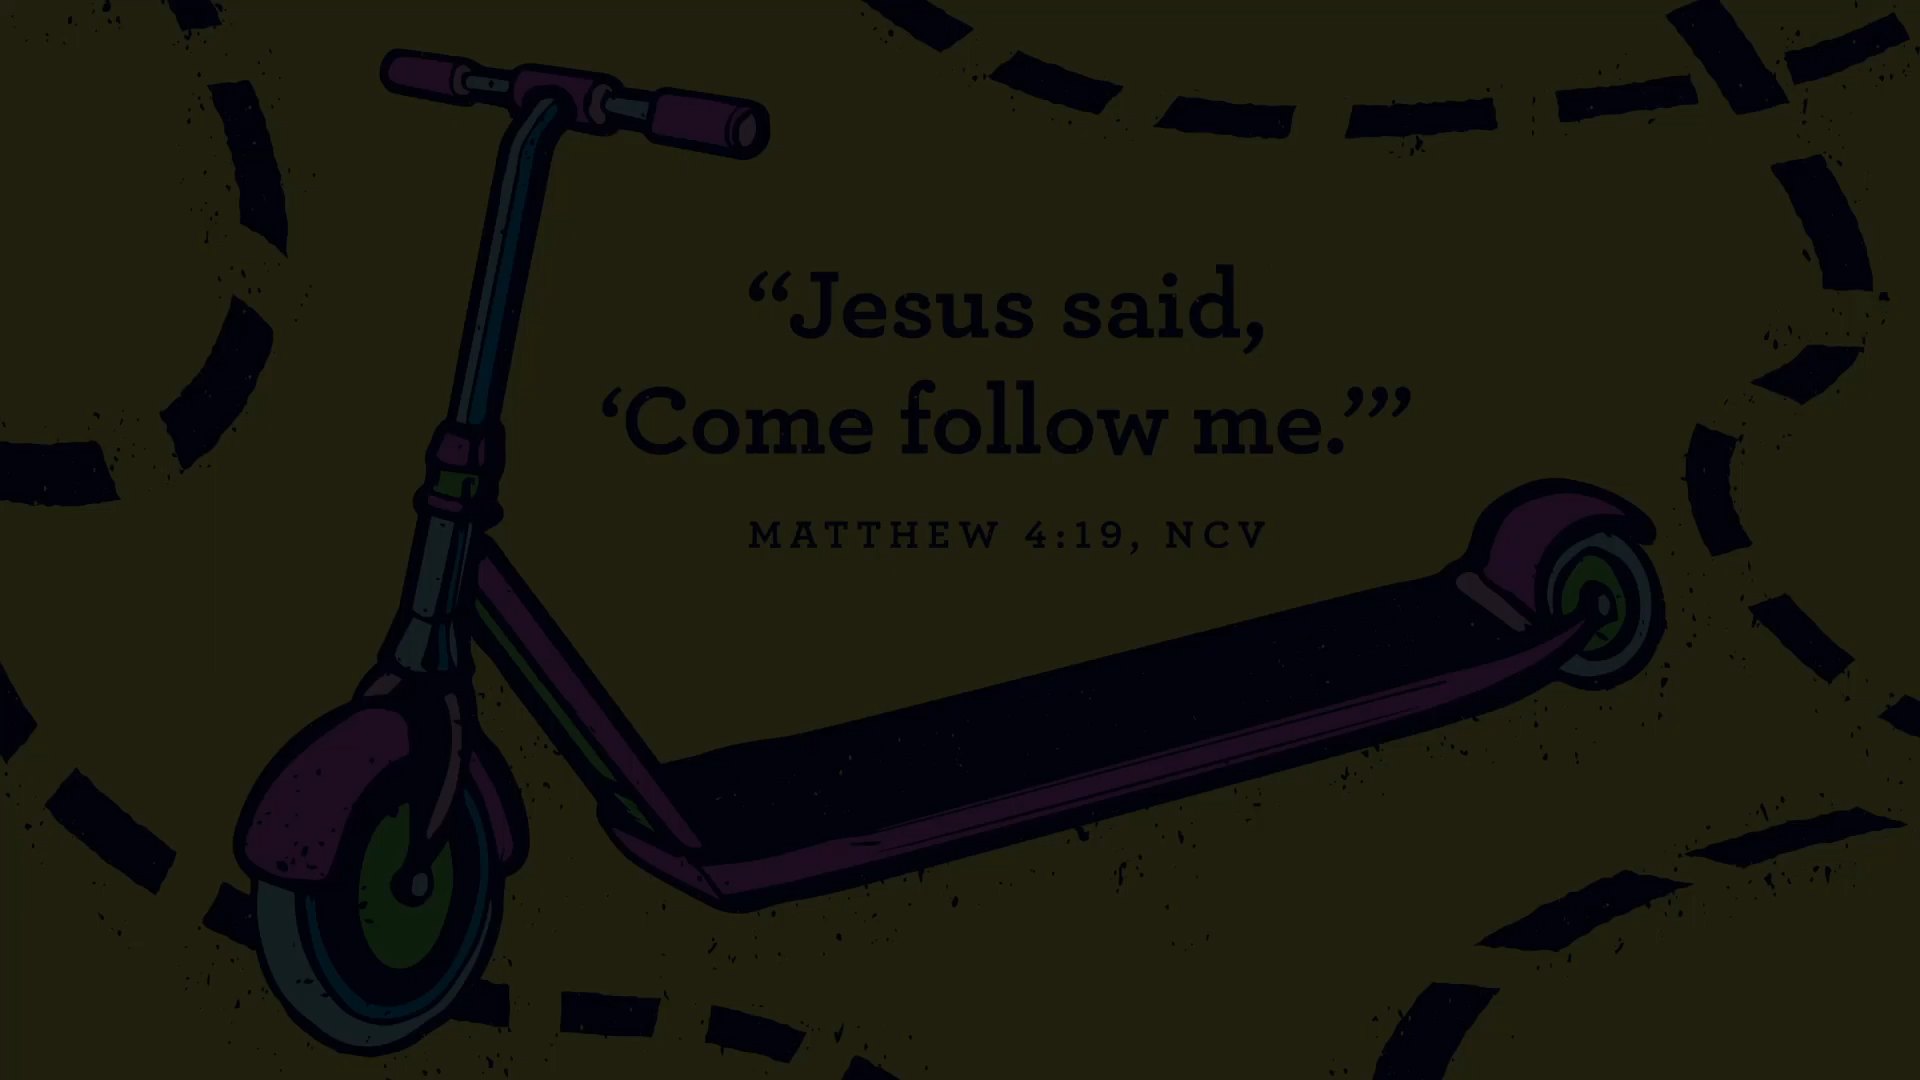 “Jesus said,
‘Come follow me.’”’
MATTHEW 4:19, NCV